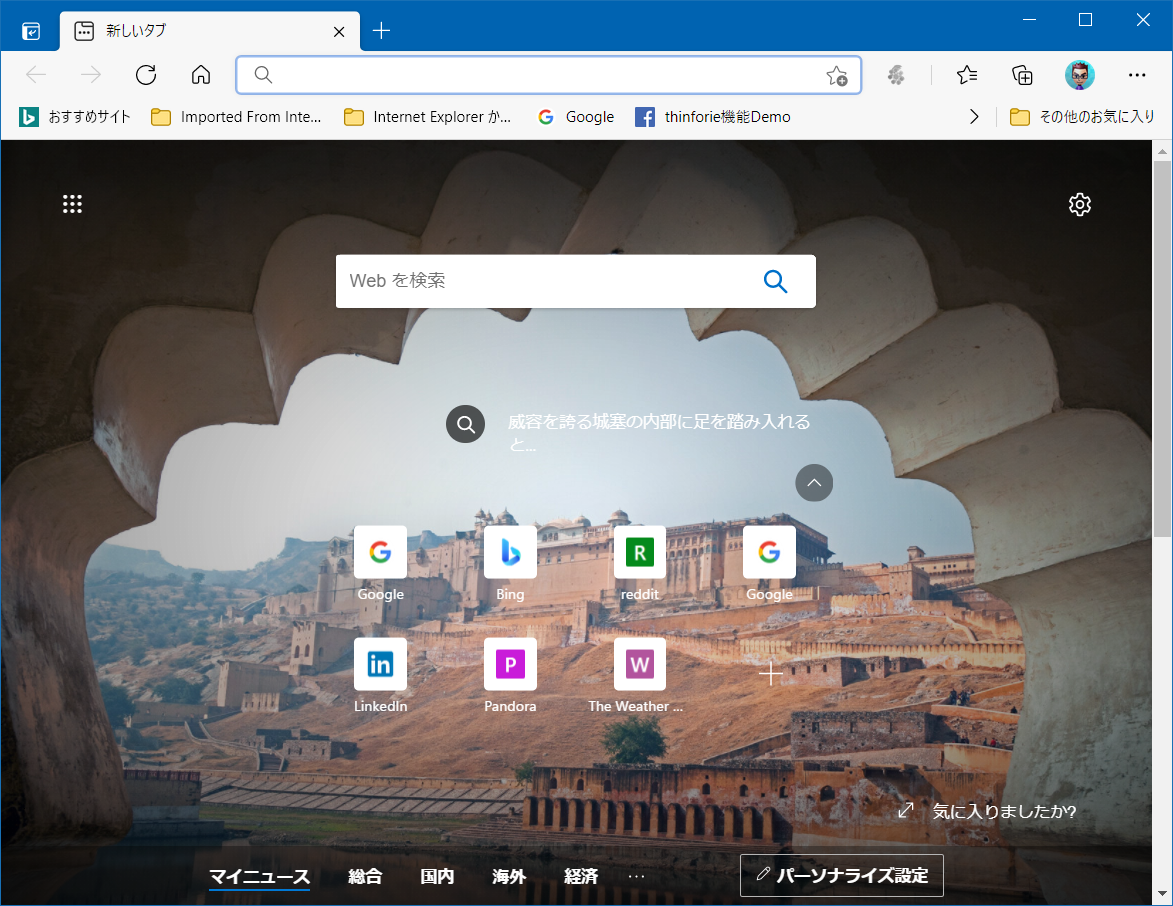 新しいタブ
おすすめサイト
Imported From Inte...
Internet Explorer か...
Google
thinforie機能Demo
その他のお気に入り
Web を検索
威容を誇る城塞の内部に足を踏み入れる
と...
Google
Bing
R
reddit
Google
in
LinkedIn
P
Pandora
W
The Weather ...
気に入りましたか?
マイニュース
総合
国内
海外
経済
...
パーソナライズ設定